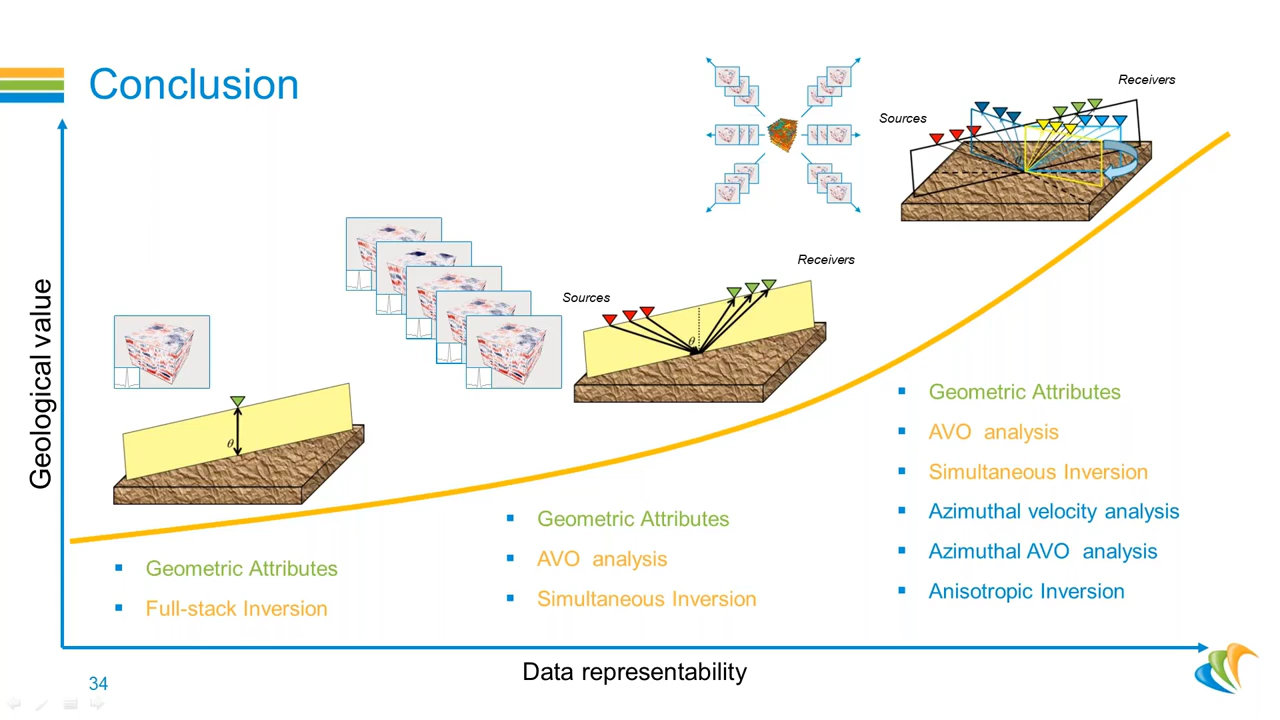 Conclusion
Receivers
Sources
Receivers
Sources
θ
θ
Geological value
Geometric Attributes
Full-stack Inversion
Geometric Attributes
AVO analysis
Simultaneous Inversion
Geometric Attributes
AVO analysis
Simultaneous Inversion
Azimuthal velocity analysis
Azimuthal AVO analysis
Anisotropic Inversion
Data representability
34